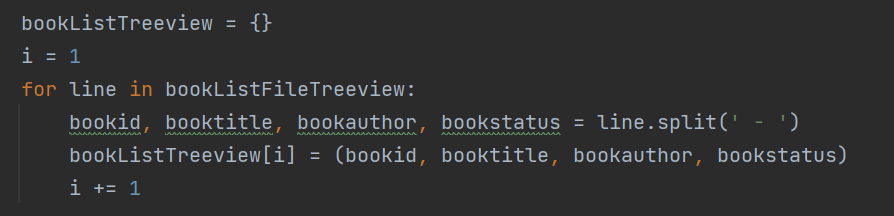 bookListTreeview = {}
i = 1
for line in bookListFileTreeview:
    bookid, booktitle, bookauthor, bookstatus = line.split(' - ')
    bookListTreeview[i] = (bookid, booktitle, bookauthor, bookstatus)
    i += 1